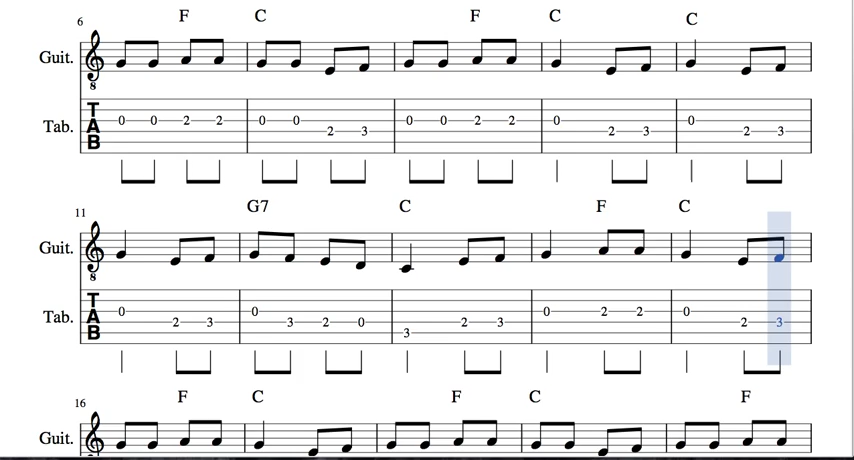 6 F C F C C
Guit.
8
T
A
B
Tab. 0 0 2 2 0 0 2 3 0 0 2 2 0 2 3 0 2 3
11 G7 C F C
Guit.
8
T
A
B
Tab. 0 2 3 0 3 2 0 3 2 3 0 2 2 0 2 3
16 F C F C F
Guit.